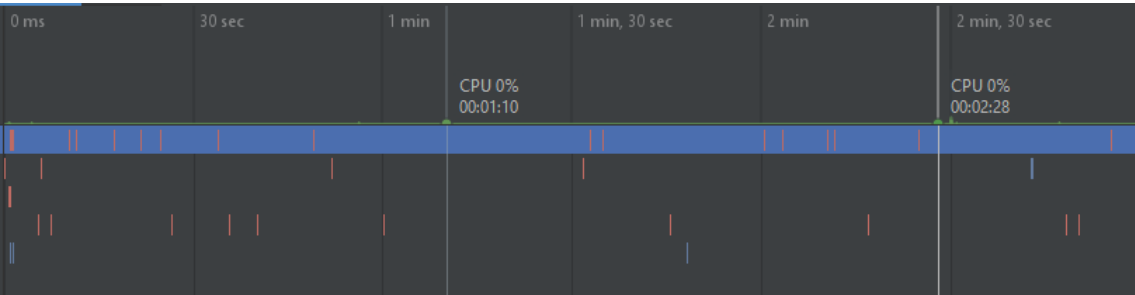 0 ms
30 sec
1 min
1 min, 30 sec
2 min
2 min, 30 sec
CPU 0%
00:01:10
CPU 0%
00:02:28